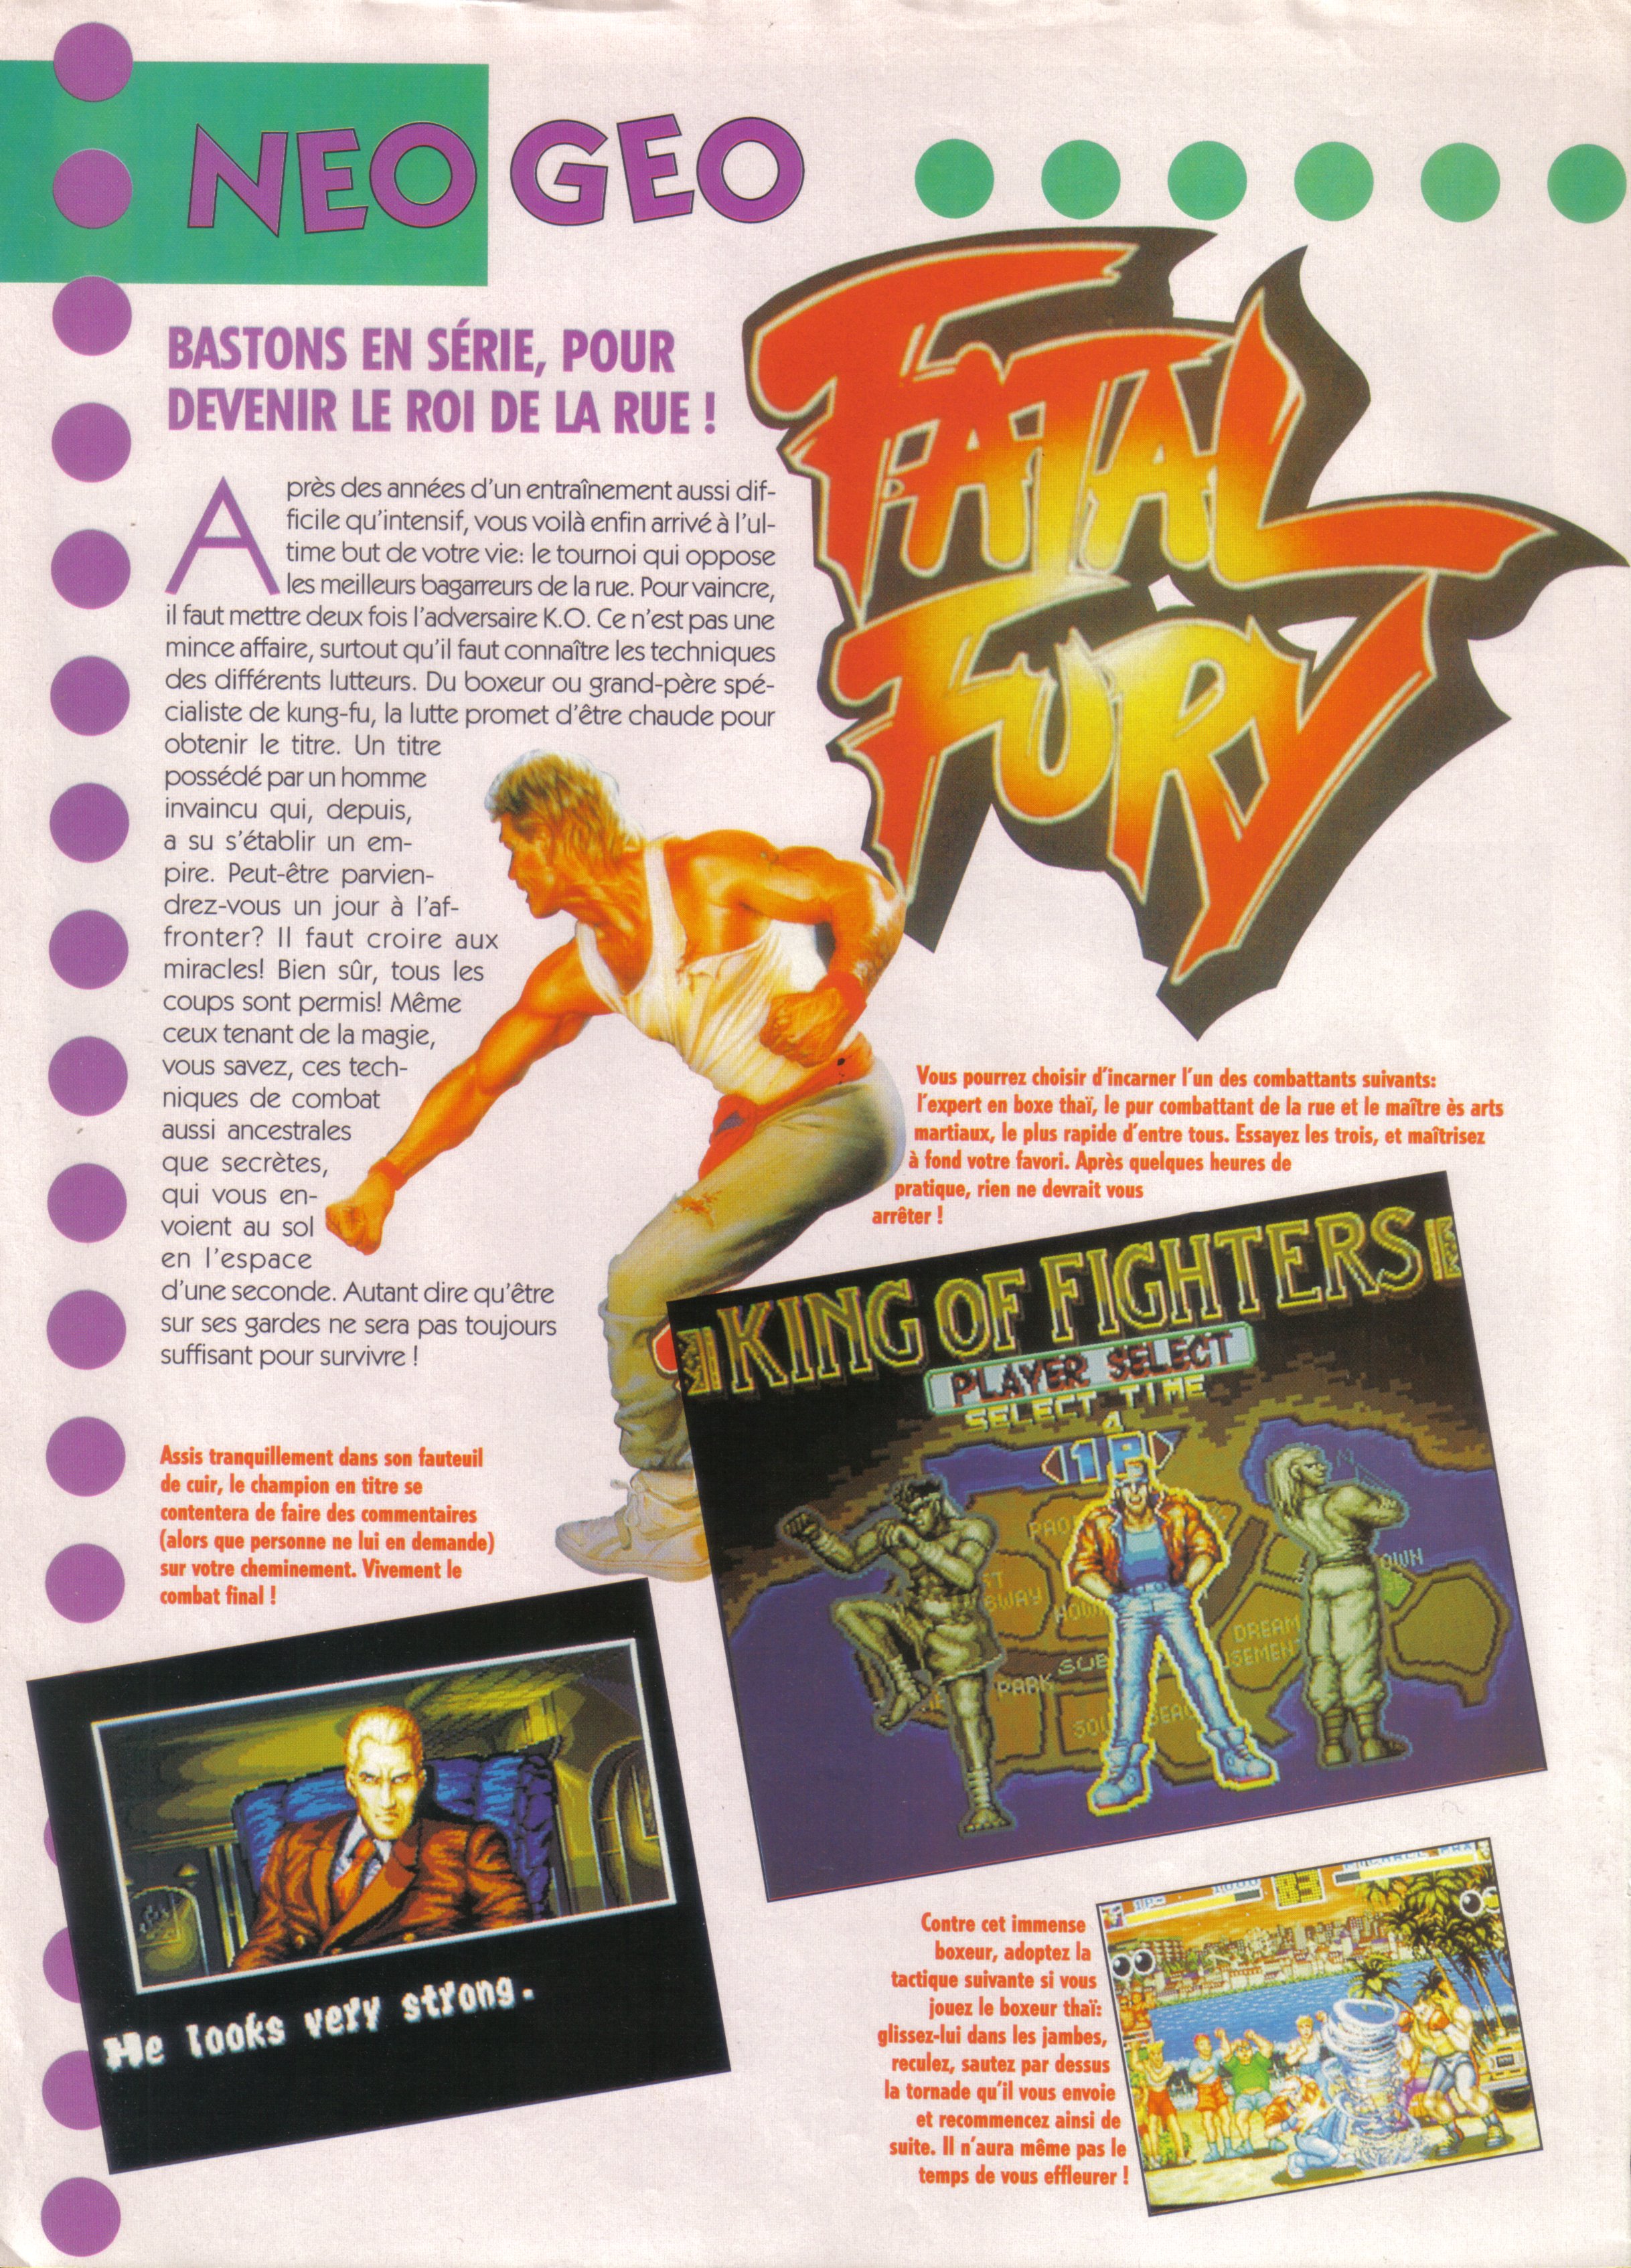 NEO GEO
FATAL
FURY
BASTONS EN SÉRIE, POUR
DEVENIR LE ROI DE LA RUE !
Après des années d'un entraînement aussi dif-
ficile qu'intensif, vous voilà enfin arrivé à l'ul-
time but de votre vie: le tournoi qui oppose
les meilleurs bagarreurs de la rue. Pour vaincre,
il faut mettre deux fois l'adversaire K.O. Ce n'est pas une
mince affaire, surtout qu'il faut connaître les techniques
des différents lutteurs. Du boxeur ou grand-père spé-
cialiste de kung-fu, la lutte promet d'être chaude pour
obtenir le titre. Un titre
possédé par un homme
invaincu qui, depuis,
a su s'établir un em-
pire. Peut-être parvien-
drez-vous un jour à l'af-
fronter? Il faut croire aux
miracles! Bien sûr, tous les
coups sont permis! Même
ceux tenant de la magie,
vous savez, ces tech-
niques de combat
aussi ancestrales
que secrètes,
qui vous en-
voient au sol
en l'espace
d'une seconde. Autant dire qu'être
sur ses gardes ne sera pas toujours
suffisant pour survivre !
Vous pourrez choisir d'incarner l'un des combattants suivants:
l'expert en boxe thaï, le pur combattant de la rue et le maître ès arts
martiaux, le plus rapide d'entre tous. Essayez les trois, et maîtrisez
à fond votre favori. Après quelques heures de
pratique, rien ne devrait vous
arrêter !
KING OF FIGHTERS
PLAYER SELECT
SELECT TIME
4
1P
PAO
ST
BWAY
HOW
DREAM
SEMENT
OWN
SUB
PARK
SOU
BEAC
Assis tranquillement dans son fauteuil
de cuir, le champion en titre se
contentera de faire des commentaires
(alors que personne ne lui en demande)
sur votre cheminement. Vivement le
combat final !
He looks very strong.
Contre cet immense
boxeur, adoptez la
tactique suivante si vous
jouez le boxeur thaï:
glissez-lui dans les jambes,
reculez, sautez par dessus
la tornade qu'il vous envoie
et recommencez ainsi de
suite. Il n'aura même pas le
temps de vous effleurer !
1P=
83
MICHAEL MAX